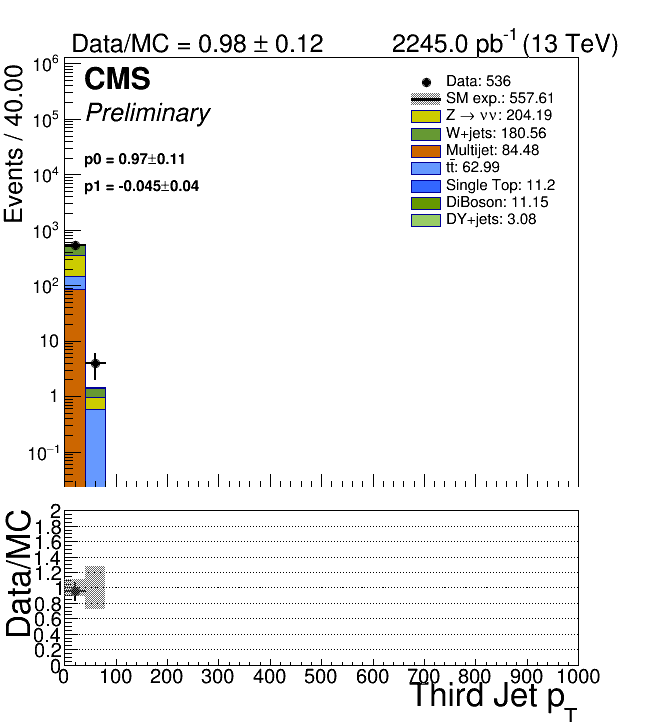 Data/MC = 0.98 ± 0.12 2245.0 pb⁻¹ (13 TeV)
Events / 40.00
10⁶
10⁵
10⁴
10³
10²
10
1
10⁻¹
CMS
Preliminary
p0 = 0.97±0.11
p1 = -0.045±0.04
Data: 536
SM exp.: 557.61
Z → νν: 204.19
W+jets: 180.56
Multijet: 84.48
tt̄: 62.99
Single Top: 11.2
DiBoson: 11.15
DY+jets: 3.08
Data/MC
2
1.8
1.6
1.4
1.2
1
0.8
0.6
0.4
0.2
0
0 100 200 300 400 500 600 700 800 900 1000
Third Jet p_T